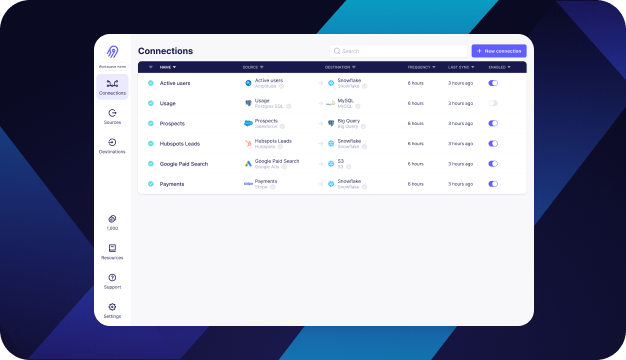 Connections
Search
+ New connection
Workspace name
Connections
Sources
Destinations
1,000
Resources
Support
Settings
NAME SOURCE DESTINATION FREQUENCY LAST SYNC ENABLED
Active users Active users Snowflake 6 hours 3 hours ago
Amplitude Snowflake
Usage Usage MySQL 6 hours 3 hours ago
Postgres SQL MySQL
Prospects Prospects Big Query 6 hours 3 hours ago
Salesforce Big Query
Hubspots Leads Hubspots Leads Snowflake 6 hours 3 hours ago
Hubspots Snowflake
Google Paid Search Google Paid Search S3 6 hours 3 hours ago
Google Ads S3
Payments Payments Snowflake 6 hours 3 hours ago
stripe Stripe Snowflake